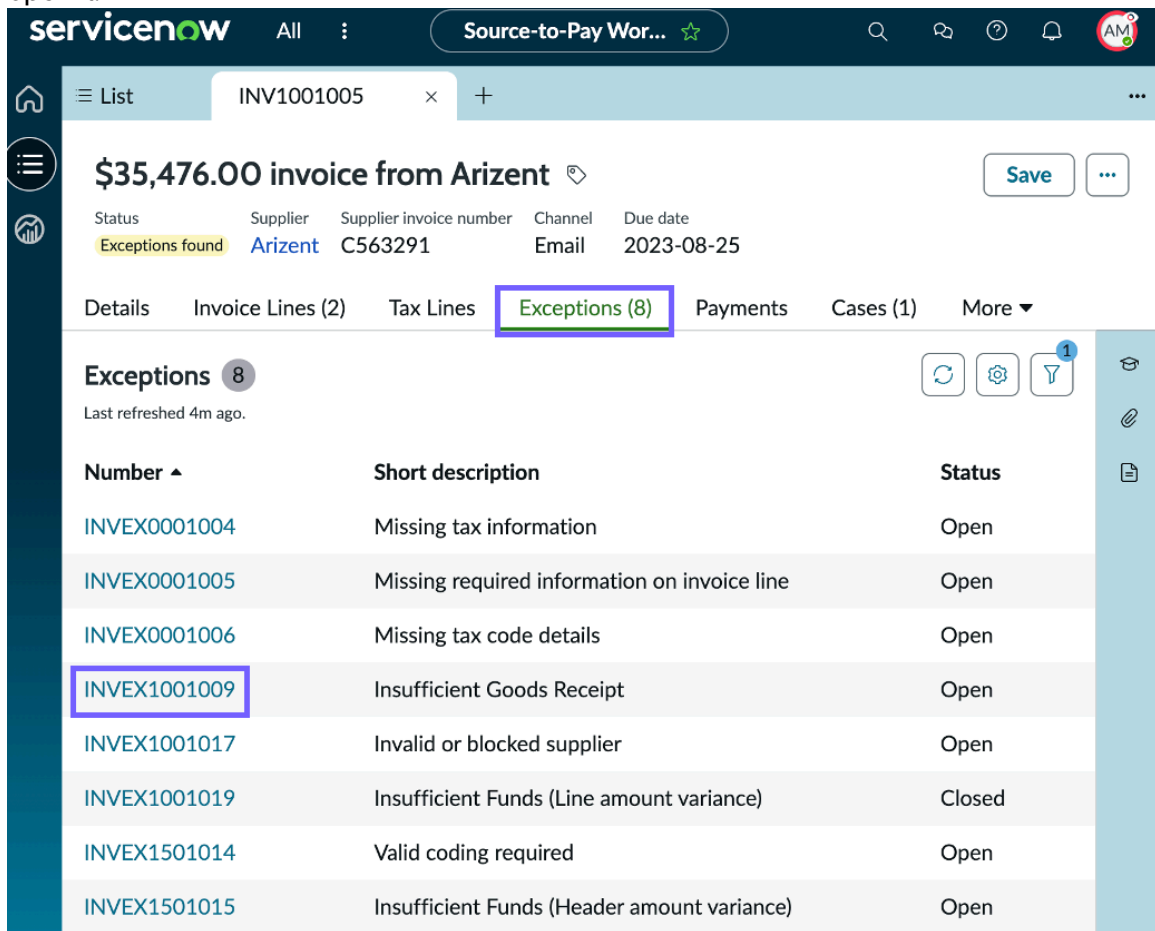 servicenow All Source-to-Pay Wor... AM
List INV1001005
$35,476.00 invoice from Arizent Save
Status Supplier Supplier invoice number Channel Due date
Exceptions found Arizent C563291 Email 2023-08-25
Details Invoice Lines (2) Tax Lines Exceptions (8) Payments Cases (1) More
Exceptions 8 1
Last refreshed 4m ago.
Number Short description Status
INVEX0001004 Missing tax information Open
INVEX0001005 Missing required information on invoice line Open
INVEX0001006 Missing tax code details Open
INVEX1001009 Insufficient Goods Receipt Open
INVEX1001017 Invalid or blocked supplier Open
INVEX1001019 Insufficient Funds (Line amount variance) Closed
INVEX1501014 Valid coding required Open
INVEX1501015 Insufficient Funds (Header amount variance) Open